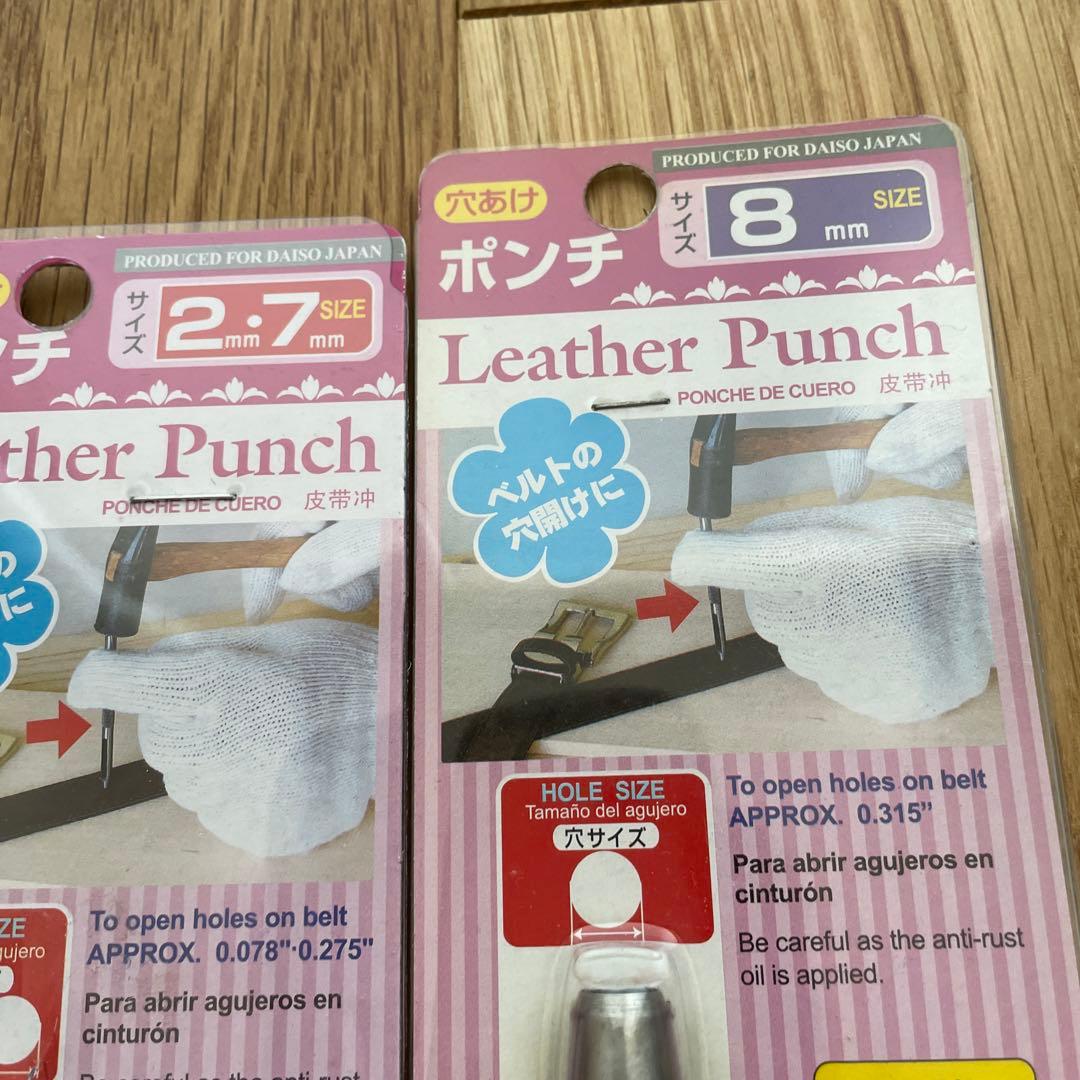 PRODUCED FOR DAISO JAPAN
サイズ
2mm・7mm
SIZE
チ
ther Punch
PONCHE DE CUERO 皮带冲
に
To open holes on belt
APPROX. 0.078"·0.275"
Para abrir agujeros en
cinturón
PRODUCED FOR DAISO JAPAN
穴あけ
ポンチ
サイズ
8 mm
SIZE
Leather Punch
PONCHE DE CUERO 皮带冲
ベルトの
穴開けに
HOLE SIZE
Tamaño del agujero
穴サイズ
To open holes on belt
APPROX. 0.315"
Para abrir agujeros en
cinturón
Be careful as the anti-rust
oil is applied.